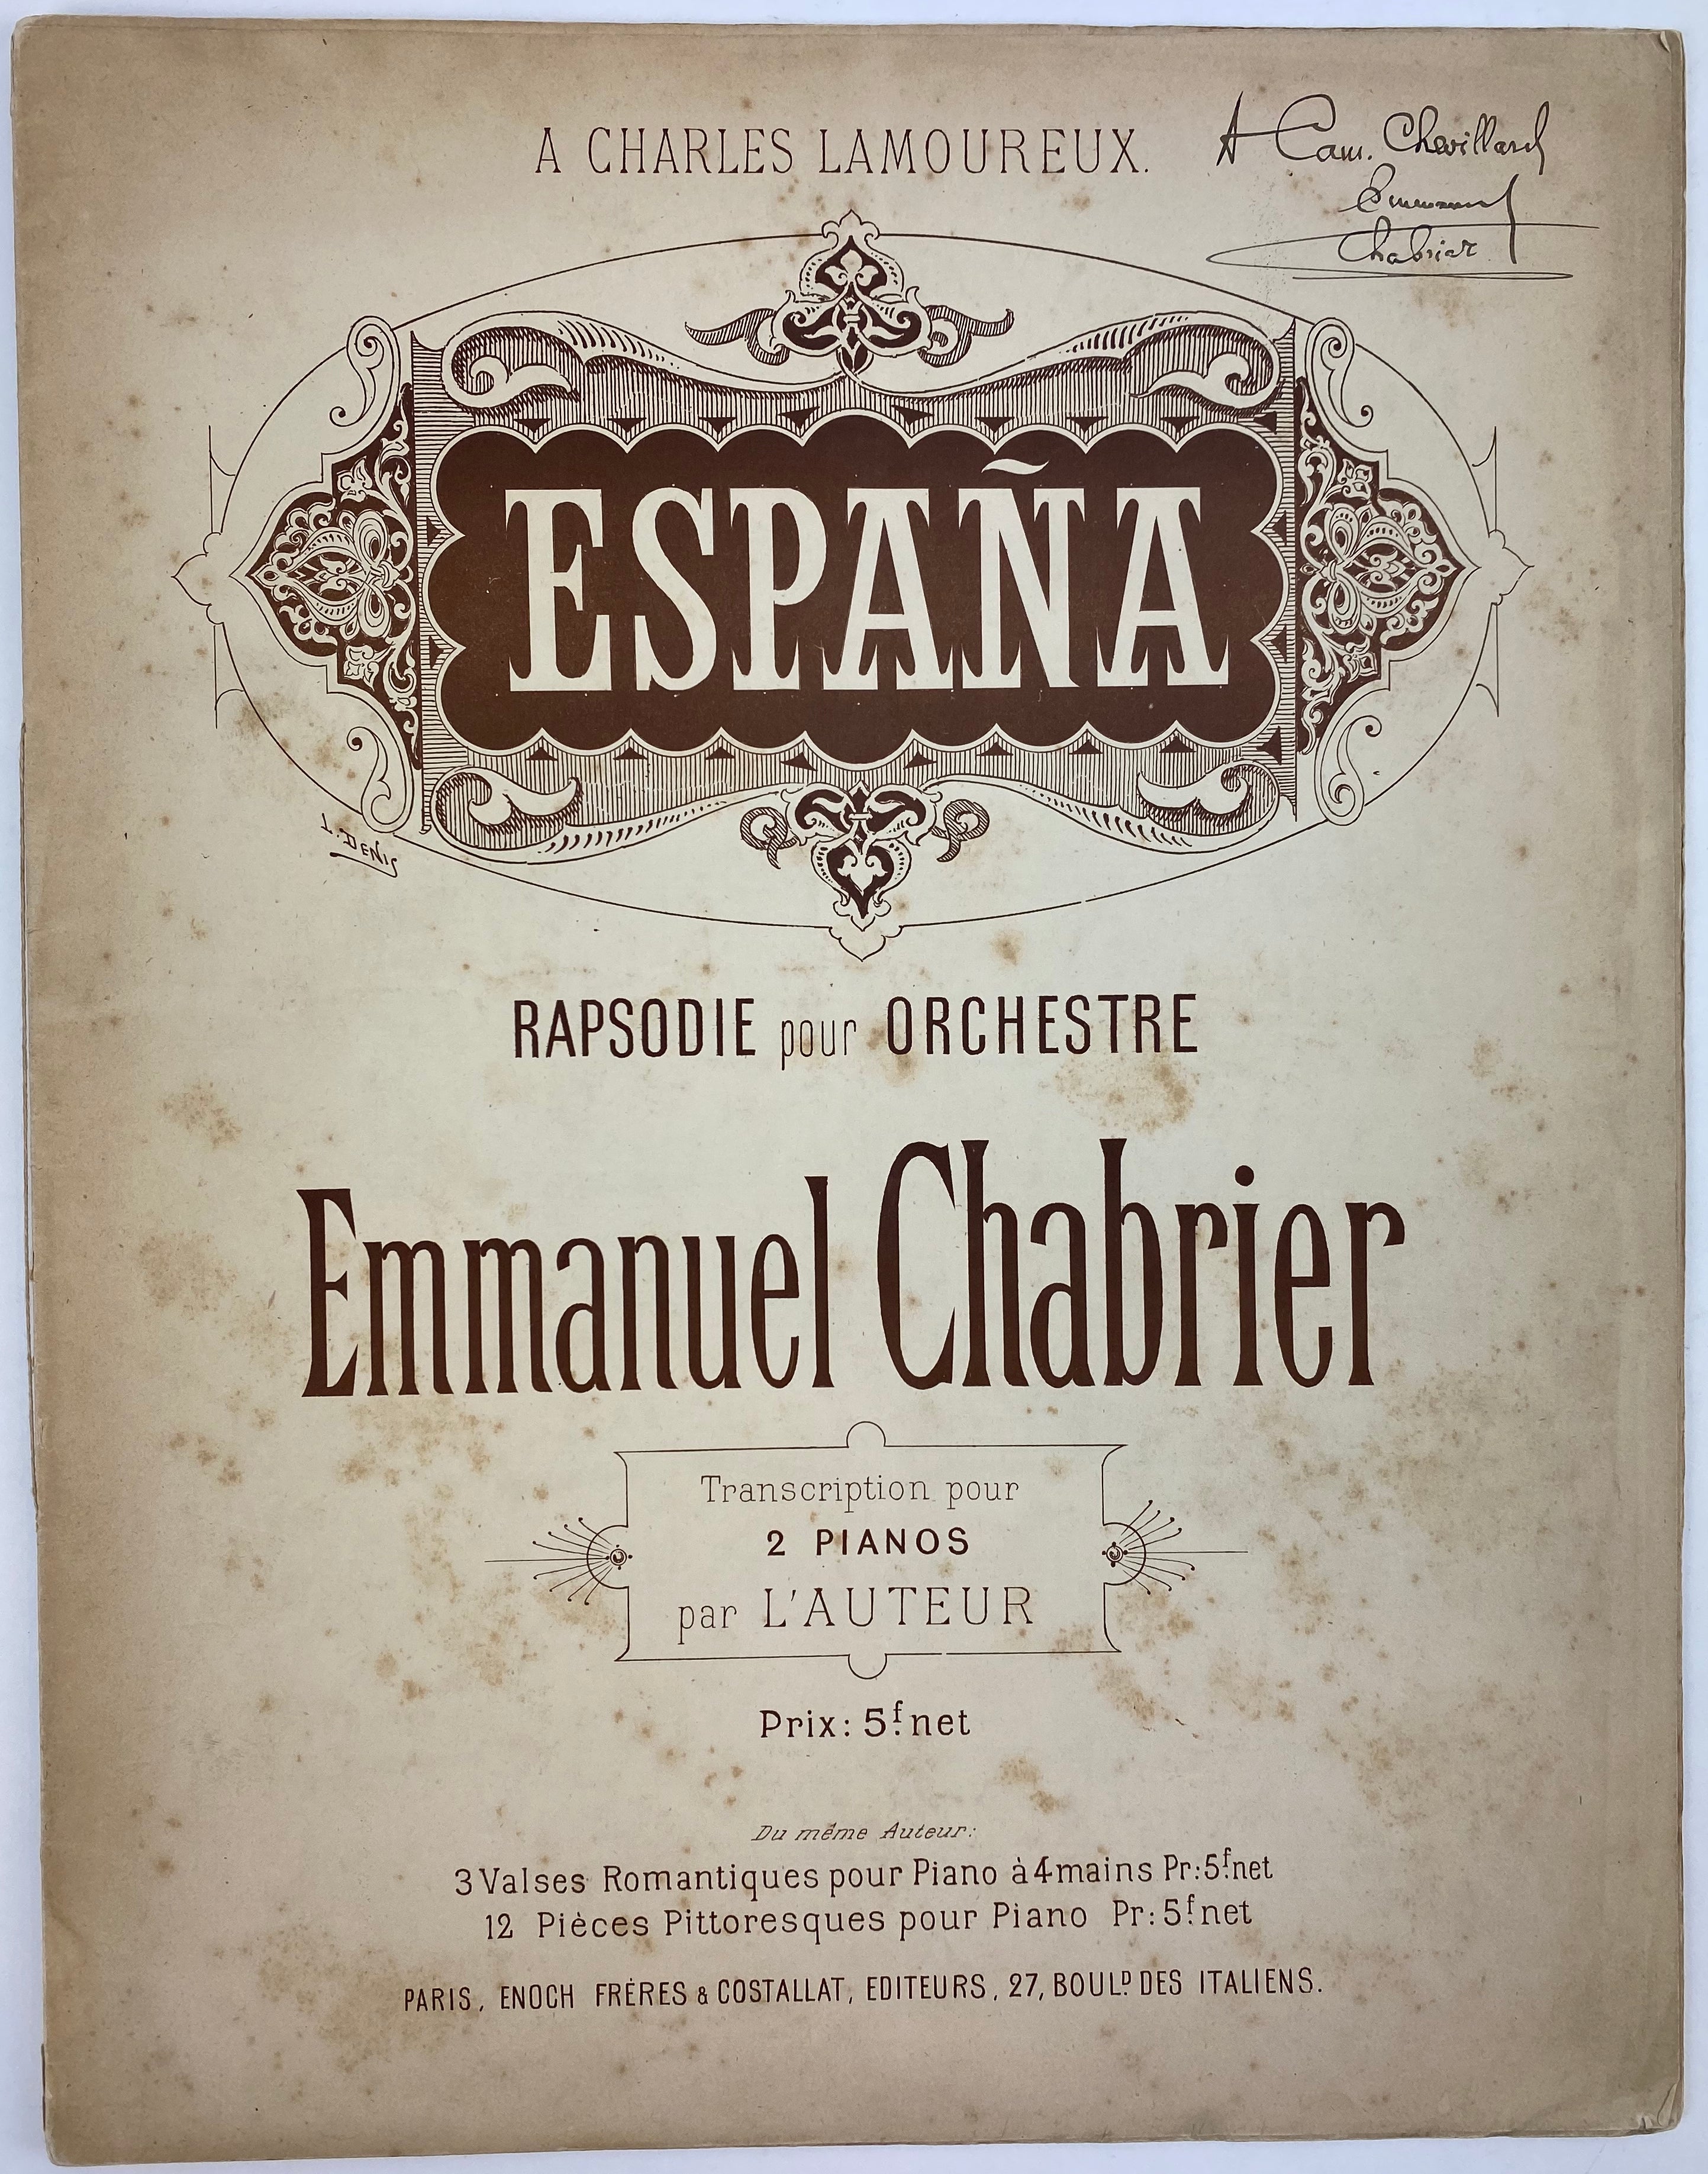 A CHARLES LAMOUREUX.
A Cam. Chevillard
Emmanuel
Chabrier
ESPAÑA
J. DENIS
RAPSODIE pour ORCHESTRE
Emmanuel Chabrier
Transcription pour
2 PIANOS
par L'AUTEUR
Prix: 5f. net
Du même Auteur:
3 Valses Romantiques pour Piano à 4 mains Pr: 5f. net
12 Pièces Pittoresques pour Piano Pr: 5f. net
PARIS, ENOCH FRÈRES & COSTALLAT, EDITEURS, 27, BOULD. DES ITALIENS.